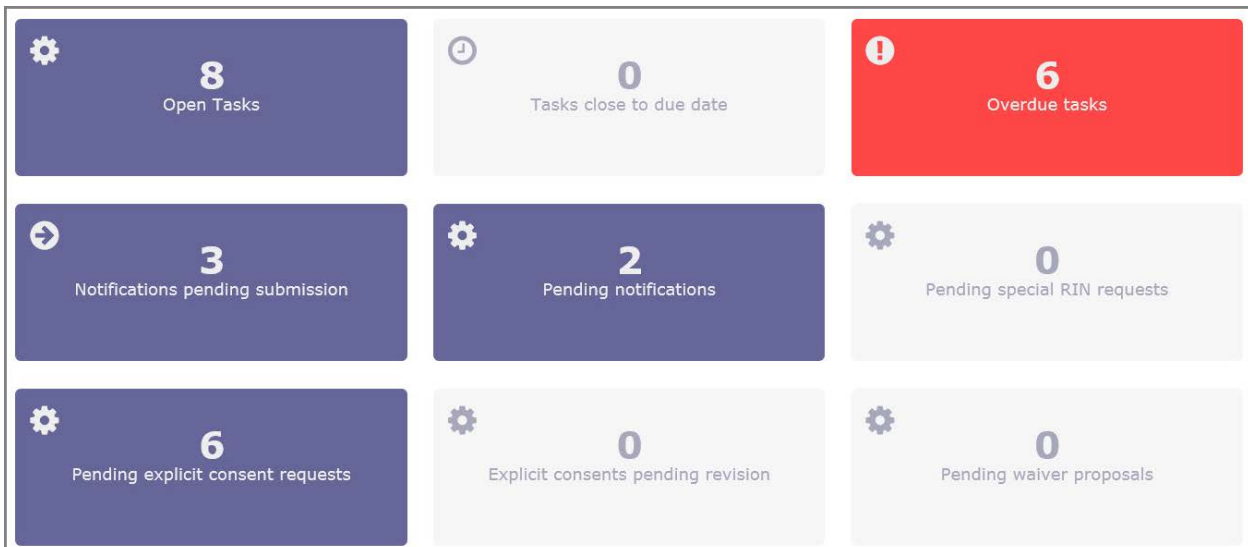 8
Open Tasks
0
Tasks close to due date
6
Overdue tasks
3
Notifications pending submission
2
Pending notifications
0
Pending special RIN requests
6
Pending explicit consent requests
0
Explicit consents pending revision
0
Pending waiver proposals